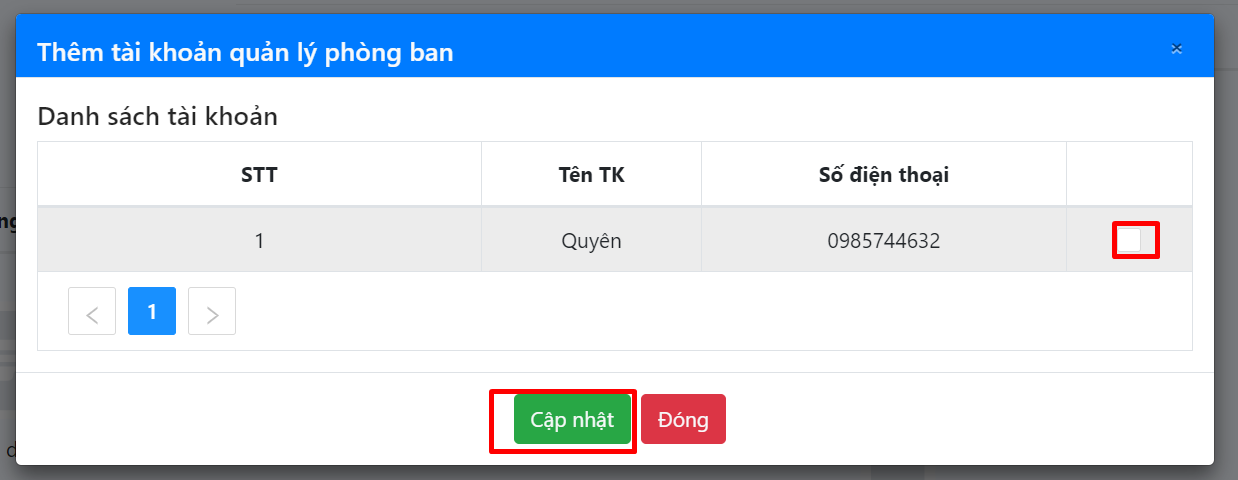 Thêm tài khoản quản lý phòng ban ×
Danh sách tài khoản
STT Tên TK Số điện thoại
1 Quyên 0985744632
< 1 >
Cập nhật Đóng